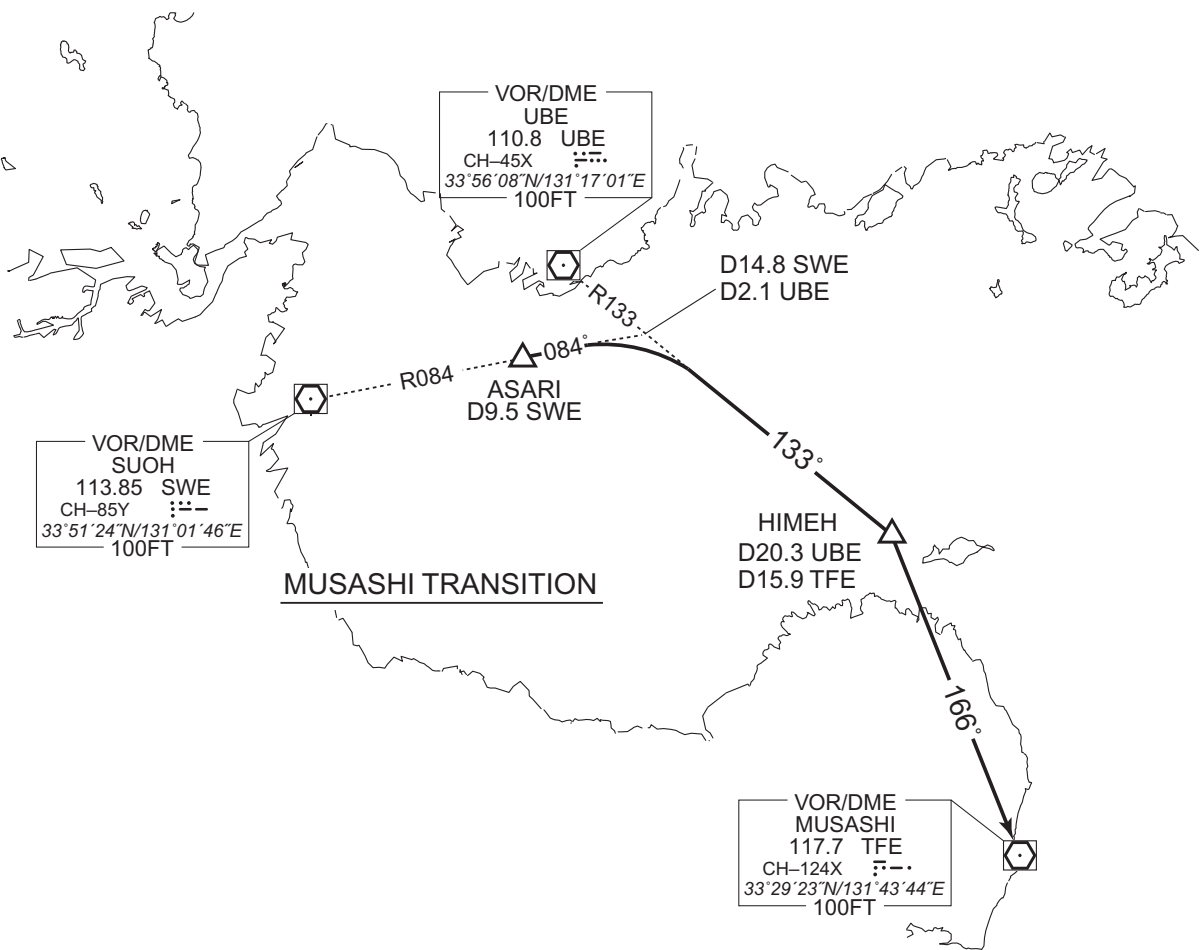 VOR/DME
UBE
110.8 UBE
CH–45X
33°56´08˝N/131°17´01˝E
100FT
D14.8 SWE
D2.1 UBE
R133
084°
R084
ASARI
D9.5 SWE
VOR/DME
SUOH
113.85 SWE
CH–85Y
33°51´24˝N/131°01´46˝E
100FT
133°
HIMEH
D20.3 UBE
D15.9 TFE
MUSASHI TRANSITION
166°
VOR/DME
MUSASHI
117.7 TFE
CH–124X
33°29´23˝N/131°43´44˝E
100FT